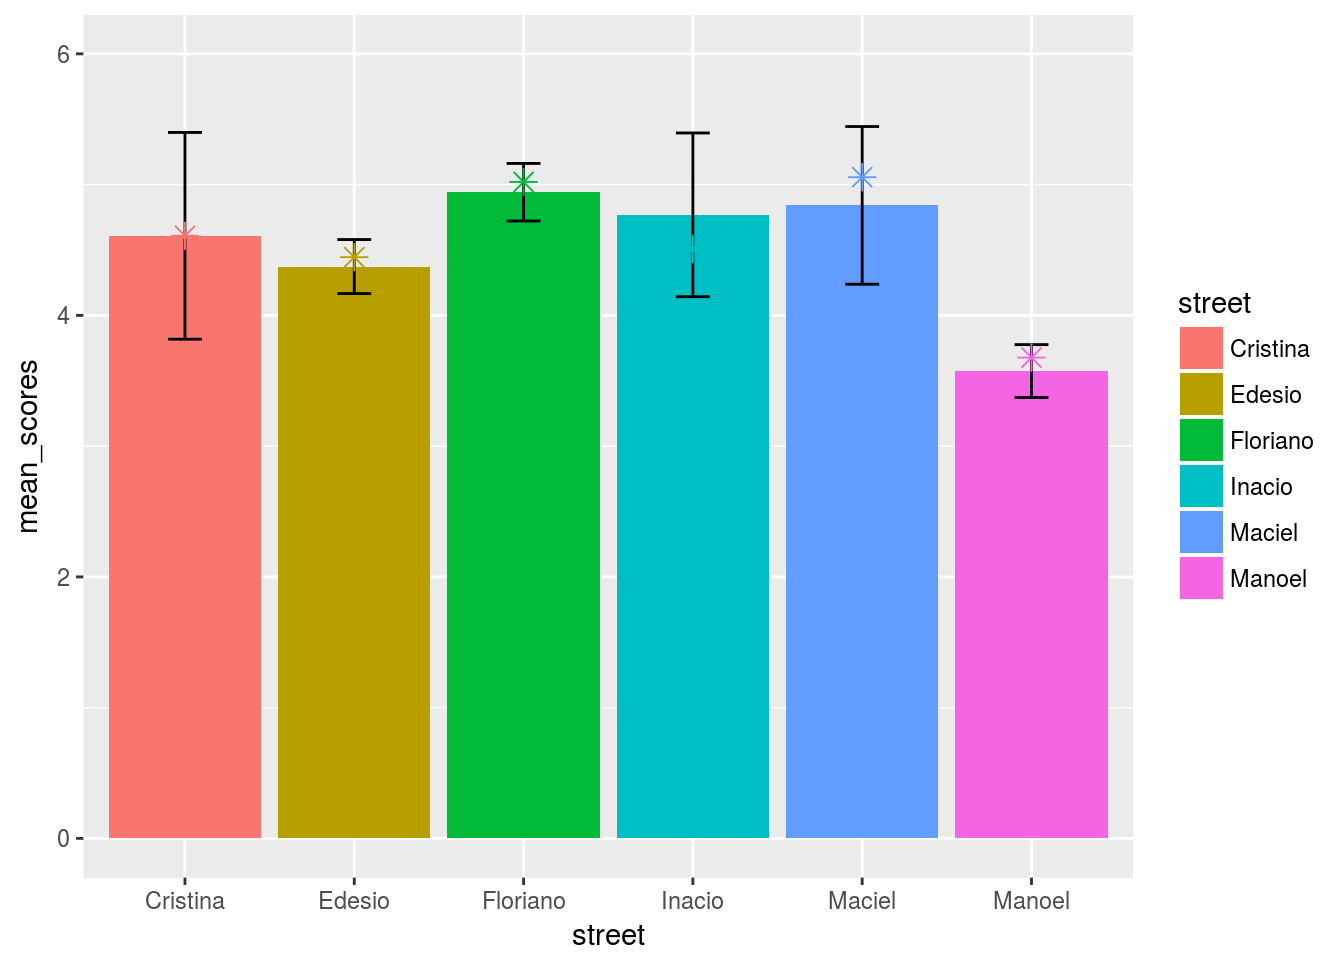 6
4
2
0
mean_scores
Cristina Edesio Floriano Inacio Maciel Manoel
street
street
Cristina
Edesio
Floriano
Inacio
Maciel
Manoel